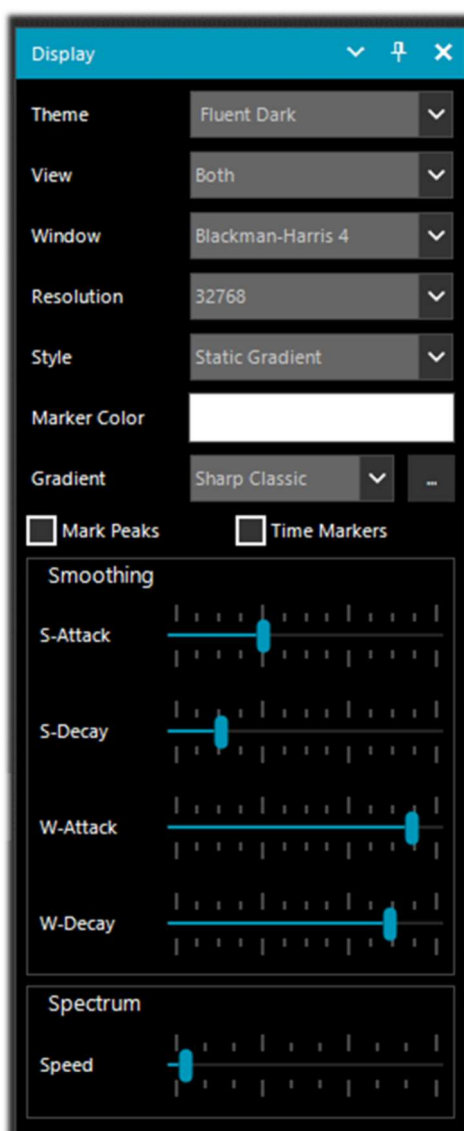 Display
Theme Fluent Dark
View Both
Window Blackman-Harris 4
Resolution 32768
Style Static Gradient
Marker Color
Gradient Sharp Classic ...
Mark Peaks Time Markers
Smoothing
S-Attack
S-Decay
W-Attack
W-Decay
Spectrum
Speed